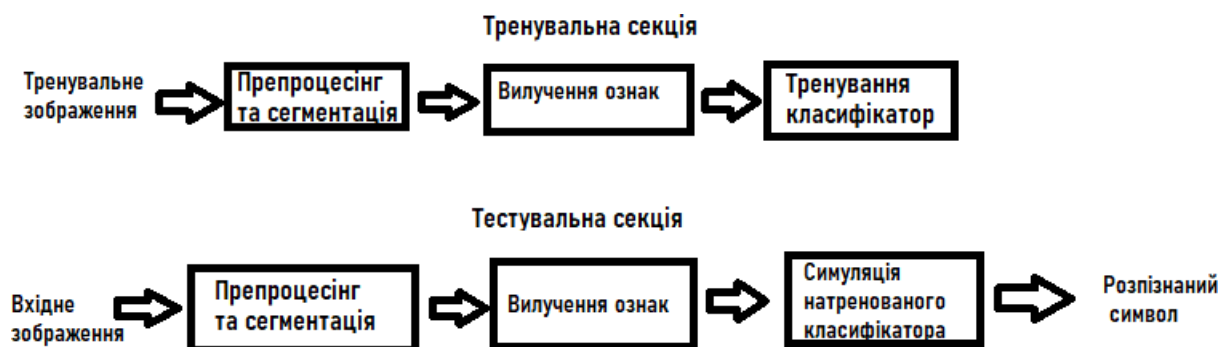 Тренувальна секція
Тренувальне
зображення
Препроцесінг
та сегментація
Вилучення ознак
Тренування
класифікатор
Тестувальна секція
Вхідне
зображення
Препроцесінг
та сегментація
Вилучення ознак
Симуляція
натренованого
класифікатора
Розпізнаний
символ